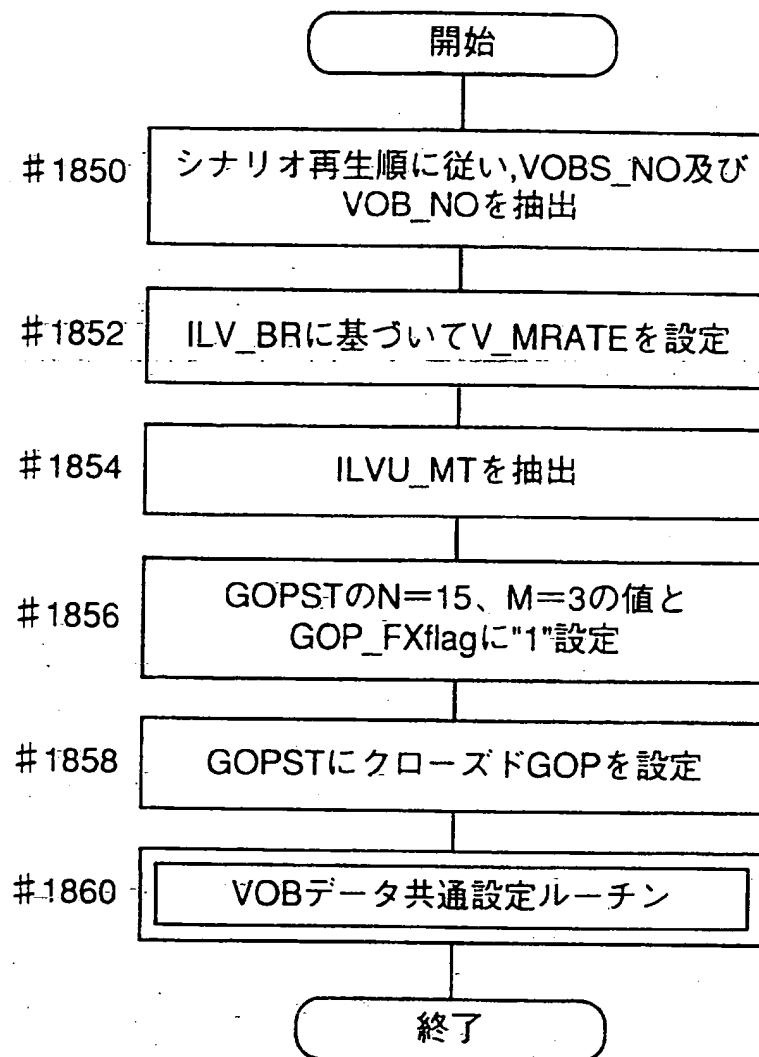 開始
#1850
シナリオ再生順に従い,VOBS_NO及び
VOB_NOを抽出
#1852
ILV_BRに基づいてV_MRATEを設定
#1854
ILVU_MTを抽出
#1856
GOPSTのN=15、M=3の値と
GOP_FXflagに"1"設定
#1858
GOPSTにクローズドGOPを設定
#1860
VOBデータ共通設定ルーチン
終了